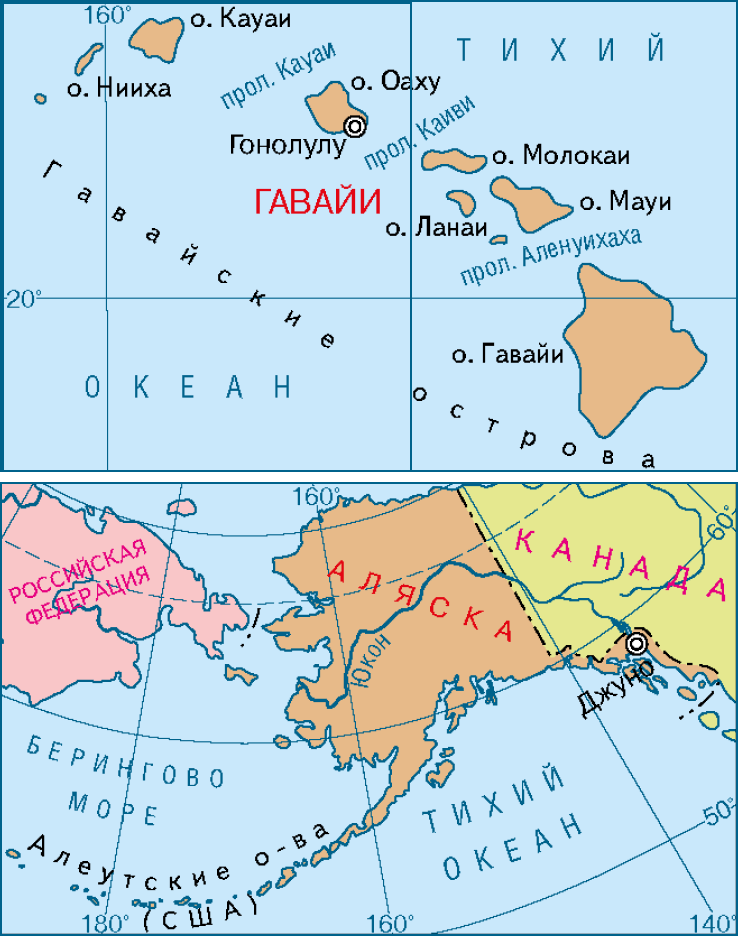 160°
о. Кауаи
о. Нииха
прол. Кауаи
о. Оаху
ТИХИЙ
Гонолулу
прол. Каиви
о. Молокаи
ГАВАЙИ
о. Ланаи
о. Мауи
прол. Аленуихаха
20°
о. Гавайи
ОКЕАН
Гавайские острова
160°
60°
РОССИЙСКАЯ
ФЕДЕРАЦИЯ
АЛЯСКА
КАНАДА
Юкон
Джуно
БЕРИНГОВО
МОРЕ
ТИХИЙ
ОКЕАН
50°
Алеутские о-ва
(США)
180°
160°
140°